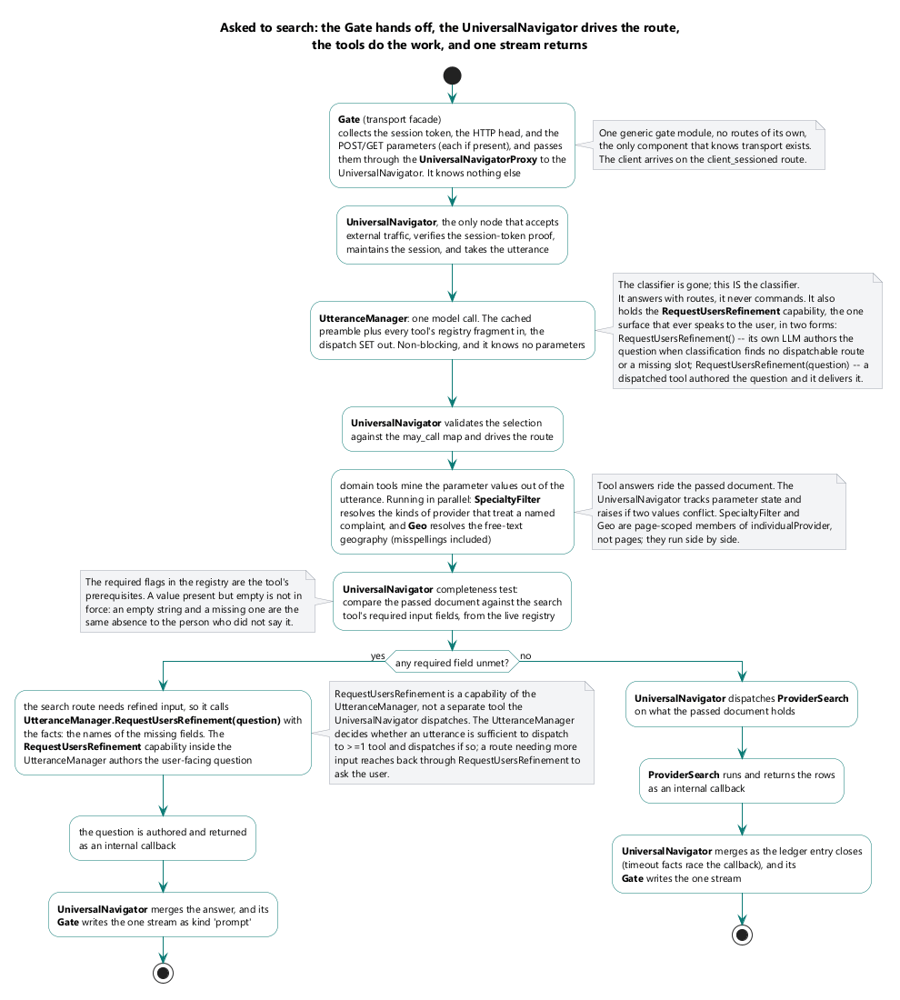 Asked to search: the Gate hands off, the UniversalNavigator drives the route,
the tools do the work, and one stream returns
Gate (transport facade)
collects the session token, the HTTP head, and the
POST/GET parameters (each if present), and passes
them through the UniversalNavigatorProxy to the
UniversalNavigator. It knows nothing else
One generic gate module, no routes of its own,
the only component that knows transport exists.
The client arrives on the client_sessioned route.
UniversalNavigator, the only node that accepts
external traffic, verifies the session-token proof,
maintains the session, and takes the utterance
The classifier is gone; this IS the classifier.
It answers with routes, it never commands. It also
holds the RequestUsersRefinement capability, the one
surface that ever speaks to the user, in two forms:
RequestUsersRefinement() -- its own LLM authors the
question when classification finds no dispatchable route
or a missing slot; RequestUsersRefinement(question) -- a
dispatched tool authored the question and it delivers it.
UtteranceManager: one model call. The cached
preamble plus every tool's registry fragment in, the
dispatch SET out. Non-blocking, and it knows no parameters
UniversalNavigator validates the selection
against the may_call map and drives the route
domain tools mine the parameter values out of the
utterance. Running in parallel: SpecialtyFilter
resolves the kinds of provider that treat a named
complaint, and Geo resolves the free-text
geography (misspellings included)
Tool answers ride the passed document. The
UniversalNavigator tracks parameter state and
raises if two values conflict. SpecialtyFilter and
Geo are page-scoped members of individualProvider,
not pages; they run side by side.
The required flags in the registry are the tool's
prerequisites. A value present but empty is not in
force: an empty string and a missing one are the
same absence to the person who did not say it.
UniversalNavigator completeness test:
compare the passed document against the search
tool's required input fields, from the live registry
yes
any required field unmet?
no
the search route needs refined input, so it calls
UtteranceManager.RequestUsersRefinement(question) with
the facts: the names of the missing fields. The
RequestUsersRefinement capability inside the
UtteranceManager authors the user-facing question
RequestUsersRefinement is a capability of the
UtteranceManager, not a separate tool the
UniversalNavigator dispatches. The UtteranceManager
decides whether an utterance is sufficient to dispatch
to >=1 tool and dispatches if so; a route needing more
input reaches back through RequestUsersRefinement to
ask the user.
UniversalNavigator dispatches ProviderSearch
on what the passed document holds
ProviderSearch runs and returns the rows
as an internal callback
the question is authored and returned
as an internal callback
UniversalNavigator merges as the ledger entry closes
(timeout facts race the callback), and its
Gate writes the one stream
UniversalNavigator merges the answer, and its
Gate writes the one stream as kind 'prompt'